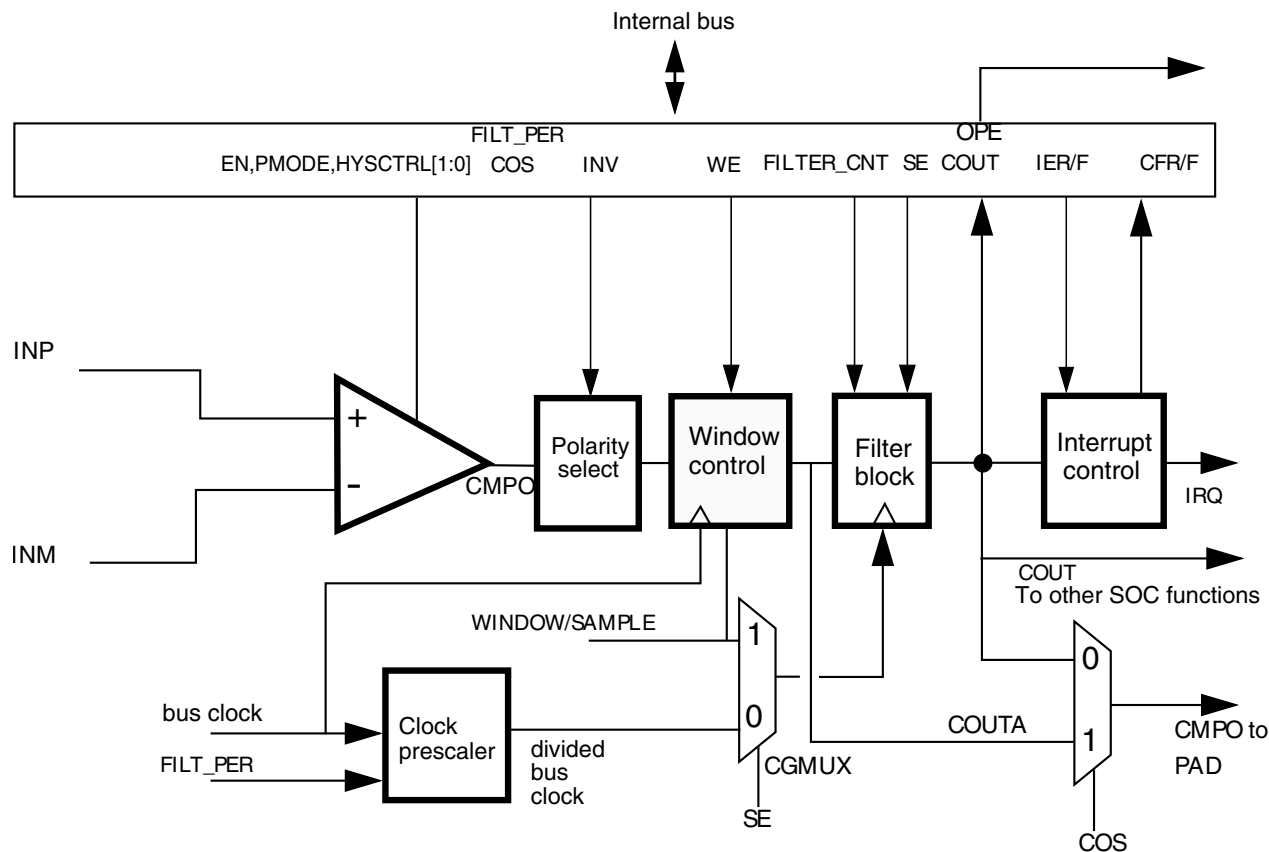 Internal bus
FILT_PER
OPE
EN,PMODE,HYSCTRL[1:0]
COS
INV
WE
FILTER_CNT
SE
COUT
IER/F
CFR/F
INP
INM
+
-
CMPO
Polarity
select
Window
control
Filter
block
Interrupt
control
IRQ
COUT
To other SOC functions
WINDOW/SAMPLE
1
0
CGMUX
SE
bus clock
FILT_PER
Clock
prescaler
divided
bus
clock
COUTA
0
1
COS
CMPO to
PAD